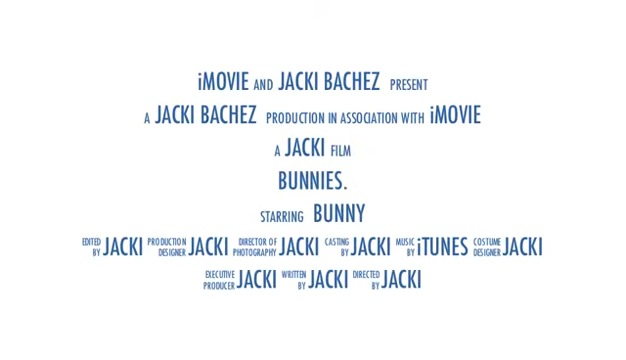 iMOVIE AND JACKI BACHEZ PRESENT
A JACKI BACHEZ PRODUCTION IN ASSOCIATION WITH iMOVIE
A JACKI FILM
BUNNIES.
STARRING BUNNY
EDITED BY JACKI PRODUCTION DESIGNER JACKI DIRECTOR OF PHOTOGRAPHY JACKI CASTING BY JACKI MUSIC BY iTUNES COSTUME DESIGNER JACKI
EXECUTIVE PRODUCER JACKI WRITTEN BY JACKI DIRECTED BY JACKI